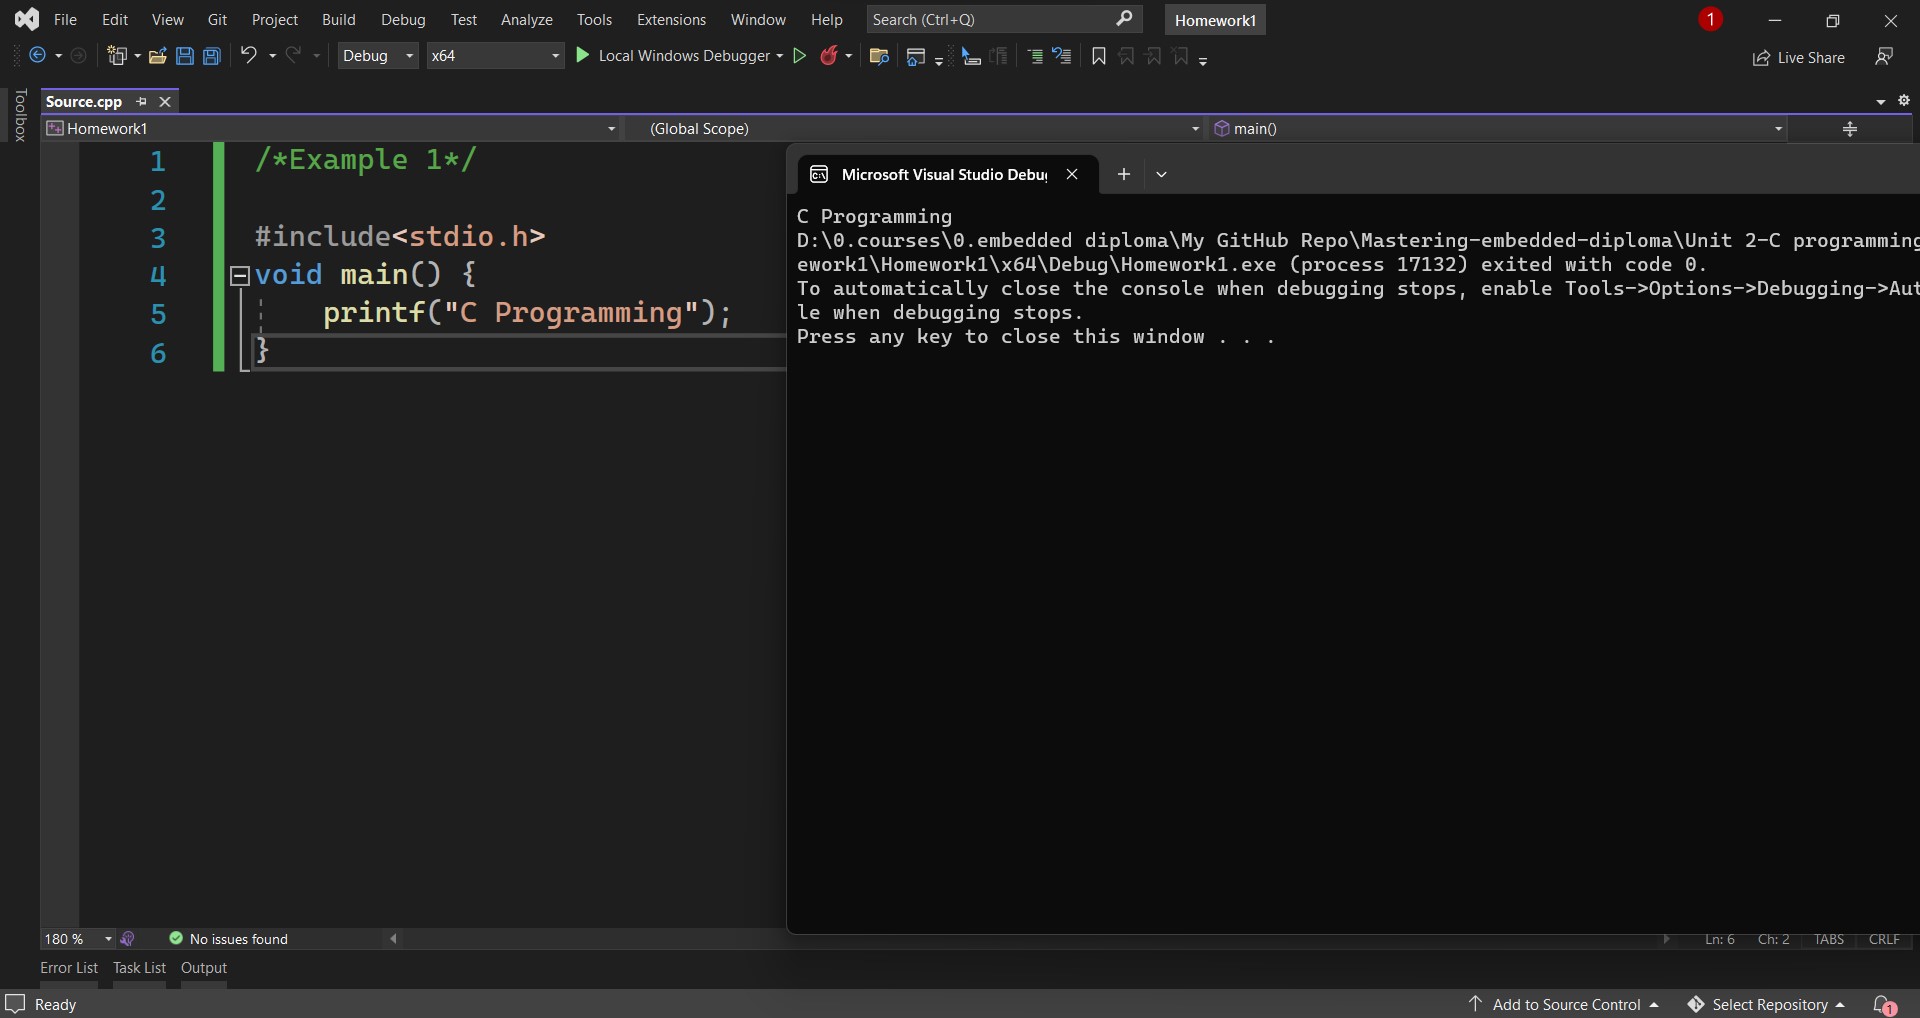 File Edit View Git Project Build Debug Test Analyze Tools Extensions Window Help Search (Ctrl+Q) Homework1 1
Debug x64 Local Windows Debugger Live Share
Toolbox
Source.cpp
Homework1 (Global Scope) main()
1 /*Example 1*/
2
3 #include<stdio.h>
4 void main() {
5 printf("C Programming");
6 }
Microsoft Visual Studio Debu
C Programming
D:\0.courses\0.embedded diploma\My GitHub Repo\Mastering-embedded-diploma\Unit 2-C programming
ework1\Homework1\x64\Debug\Homework1.exe (process 17132) exited with code 0.
To automatically close the console when debugging stops, enable Tools->Options->Debugging->Aut
le when debugging stops.
Press any key to close this window . . .
180 % No issues found Ln: 6 Ch: 2 TABS CRLF
Error List Task List Output
Ready Add to Source Control Select Repository 1